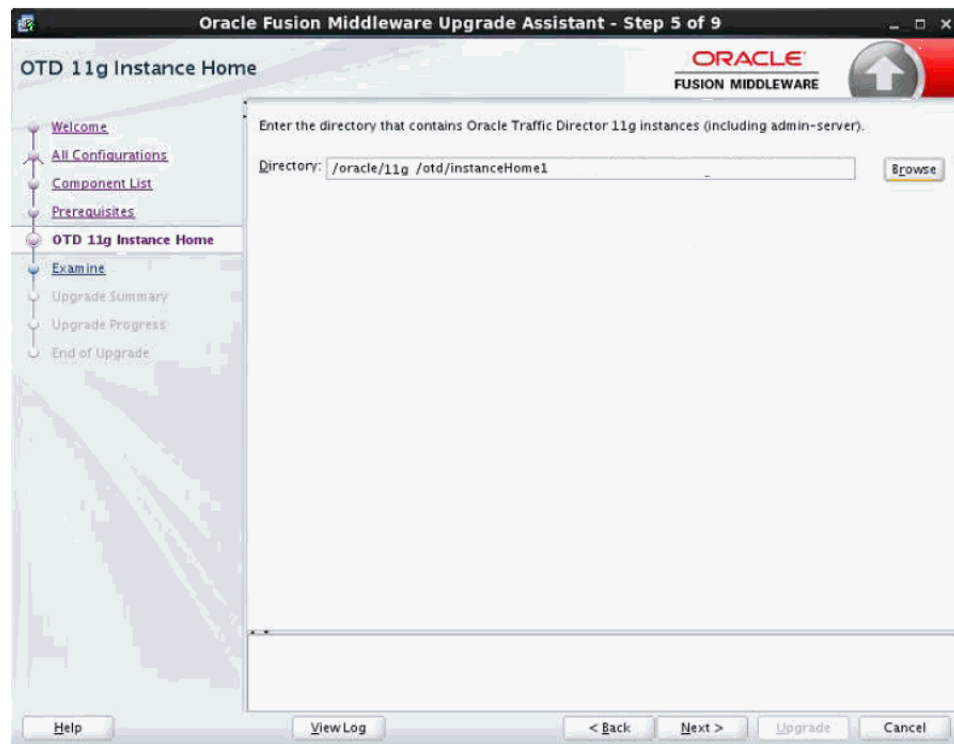 Oracle Fusion Middleware Upgrade Assistant - Step 5 of 9
OTD 11g Instance Home
ORACLE
FUSION MIDDLEWARE
Welcome
All Configurations
Component List
Prerequisites
OTD 11g Instance Home
Examine
Upgrade Summary
Upgrade Progress
End of Upgrade
Enter the directory that contains Oracle Traffic Director 11g instances (including admin-server).
Directory: /oracle/11g /otd/instanceHome1 Browse
Help View Log < Back Next > Upgrade Cancel